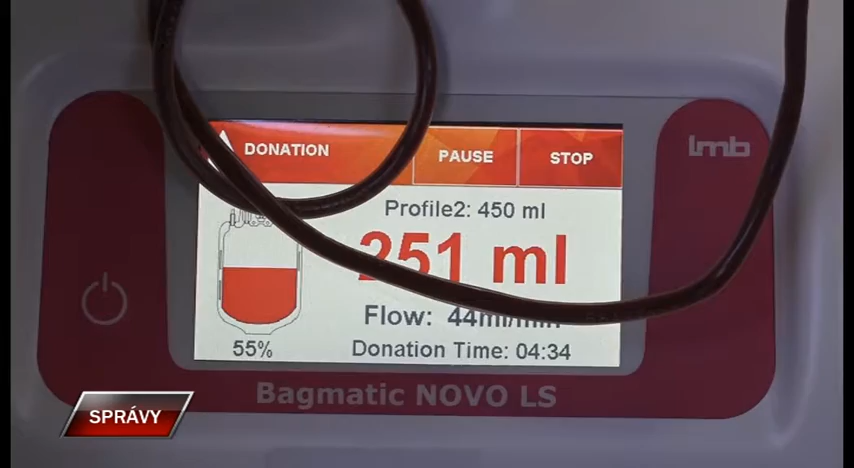 DONATION
PAUSE
STOP
lmb
Profile2: 450 ml
251 ml
Flow: 44ml/min
55%
Donation Time: 04:34
Bagmatic NOVO LS
SPRÁVY